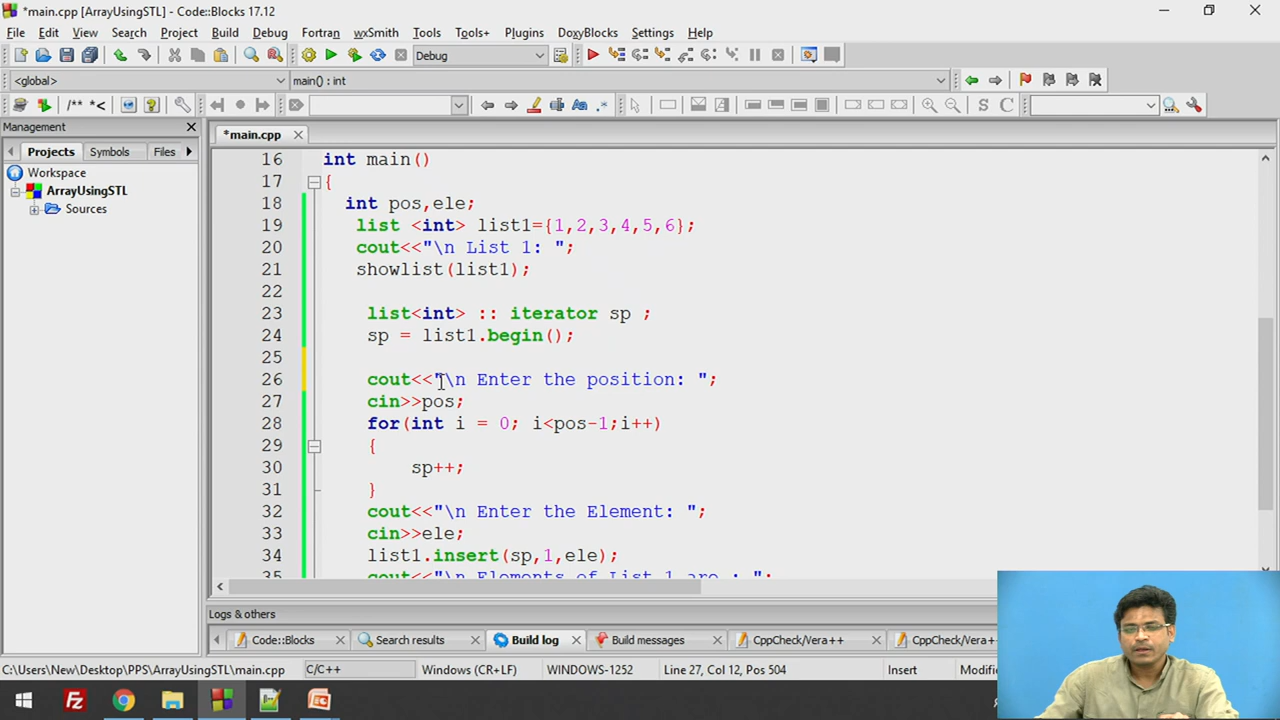 *main.cpp [ArrayUsingSTL] - Code::Blocks 17.12
File Edit View Search Project Build Debug Fortran wxSmith Tools Tools+ Plugins DoxyBlocks Settings Help
Debug
<global> main() : int
/** *<
S C
Management
*main.cpp
Projects Symbols Files
Workspace
ArrayUsingSTL
Sources
16 int main()
17 {
18 int pos,ele;
19 list <int> list1={1,2,3,4,5,6};
20 cout<<"\n List 1: ";
21 showlist(list1);
22
23 list<int> :: iterator sp ;
24 sp = list1.begin();
25
26 cout<<"\n Enter the position: ";
27 cin>>pos;
28 for(int i = 0; i<pos-1;i++)
29 {
30 sp++;
31 }
32 cout<<"\n Enter the Element: ";
33 cin>>ele;
34 list1.insert(sp,1,ele);
35 cout<<"\n Elements of List 1 are : ";
Logs & others
Code::Blocks Search results Build log Build messages CppCheck/Vera++ CppCheck/Vera++
C:\Users\New\Desktop\PPS\ArrayUsingSTL\main.cpp C/C++ Windows (CR+LF) WINDOWS-1252 Line 27, Col 12, Pos 504 Insert